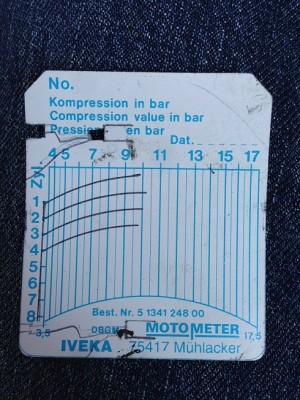 No.
Kompression in bar
Compression value in bar
Pression en bar
Dat.
4 5 7 9 11 13 15 17
Zyl.
1
2
3
4
5
6
7
8
Best. Nr. 5 1341 248 00
3,5 DBGM MOTOMETER 17,5
IVEKA 75417 Mühlacker